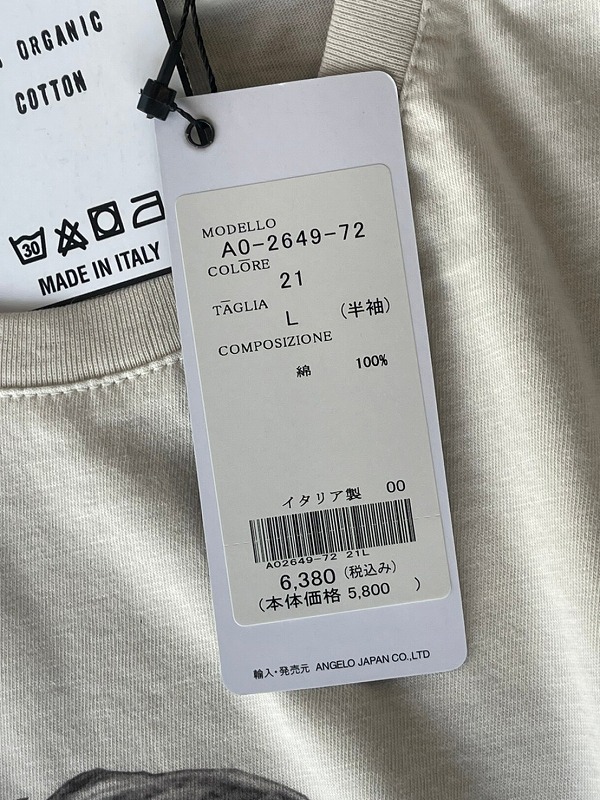 ORGANIC
COTTON
30
MADE IN ITALY
MODELLO
A0-2649-72
COLORE
21
TAGLIA
L (半袖)
COMPOSIZIONE
綿 100%
イタリア製 00
A02649-72 21L
6,380 (税込み)
(本体価格 5,800 )
輸入・発売元 ANGELO JAPAN CO.,LTD